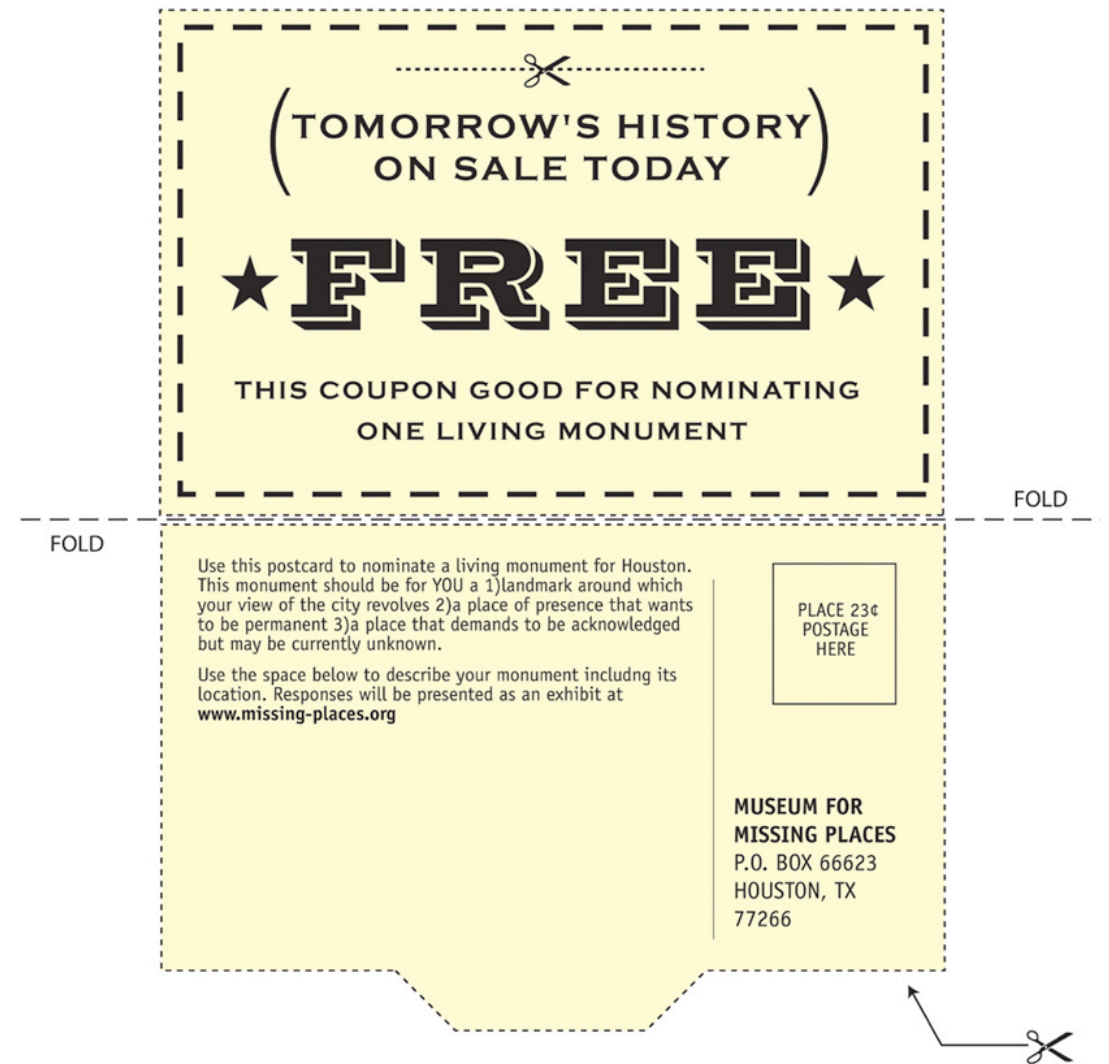 (TOMORROW'S HISTORY
ON SALE TODAY)
FREE
THIS COUPON GOOD FOR NOMINATING
ONE LIVING MONUMENT
FOLD
FOLD
Use this postcard to nominate a living monument for Houston.
This monument should be for YOU a 1)landmark around which
your view of the city revolves 2)a place of presence that wants
to be permanent 3)a place that demands to be acknowledged
but may be currently unknown.
Use the space below to describe your monument includng its
location. Responses will be presented as an exhibit at
www.missing-places.org
PLACE 23¢
POSTAGE
HERE
MUSEUM FOR
MISSING PLACES
P.O. BOX 66623
HOUSTON, TX
77266